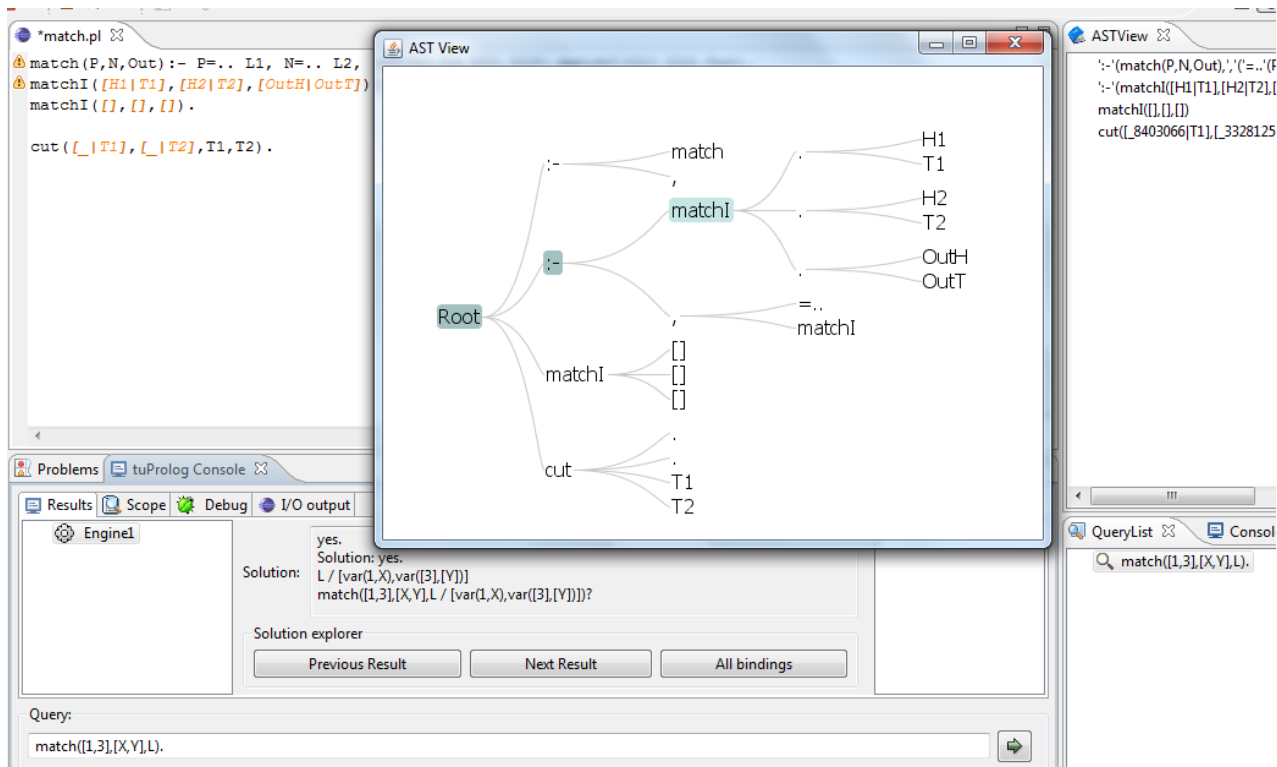 *match.pl
match(P,N,Out):- P=.. L1, N=.. L2,
matchI([H1|T1],[H2|T2],[OutH|OutT])
matchI([],[],[]).
cut([_|T1],[_|T2],T1,T2).
AST View
Root
:-
match
,
:-
matchI
.
H1
T1
.
H2
T2
.
OutH
OutT
,
=..
matchI
matchI
[]
[]
[]
cut
.
.
T1
T2
ASTView
':-'(match(P,N,Out),','('=..'(P
':-'(matchI([H1|T1],[H2|T2],[
matchI([],[],[])
cut([_8403066|T1],[_3328125
Problems
tuProlog Console
Results
Scope
Debug
I/O output
Engine1
Solution:
yes.
Solution: yes.
L / [var(1,X),var([3],[Y])]
match([1,3],[X,Y],L / [var(1,X),var([3],[Y])])?
Solution explorer
Previous Result
Next Result
All bindings
Query:
match([1,3],[X,Y],L).
QueryList
Consol
match([1,3],[X,Y],L).